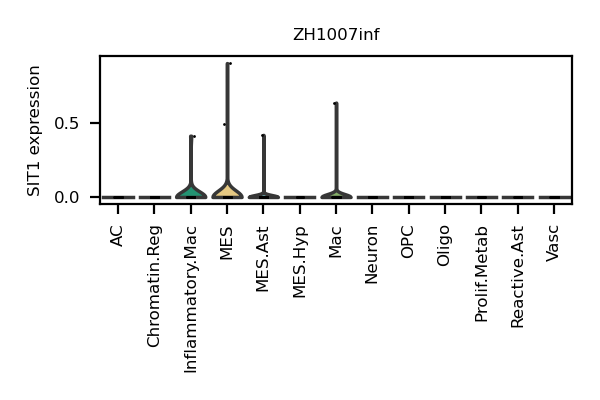 ZH1007inf
SIT1 expression
0.5
0.0
AC
Chromatin.Reg
Inflammatory.Mac
MES
MES.Ast
MES.Hyp
Mac
Neuron
OPC
Oligo
Prolif.Metab
Reactive.Ast
Vasc